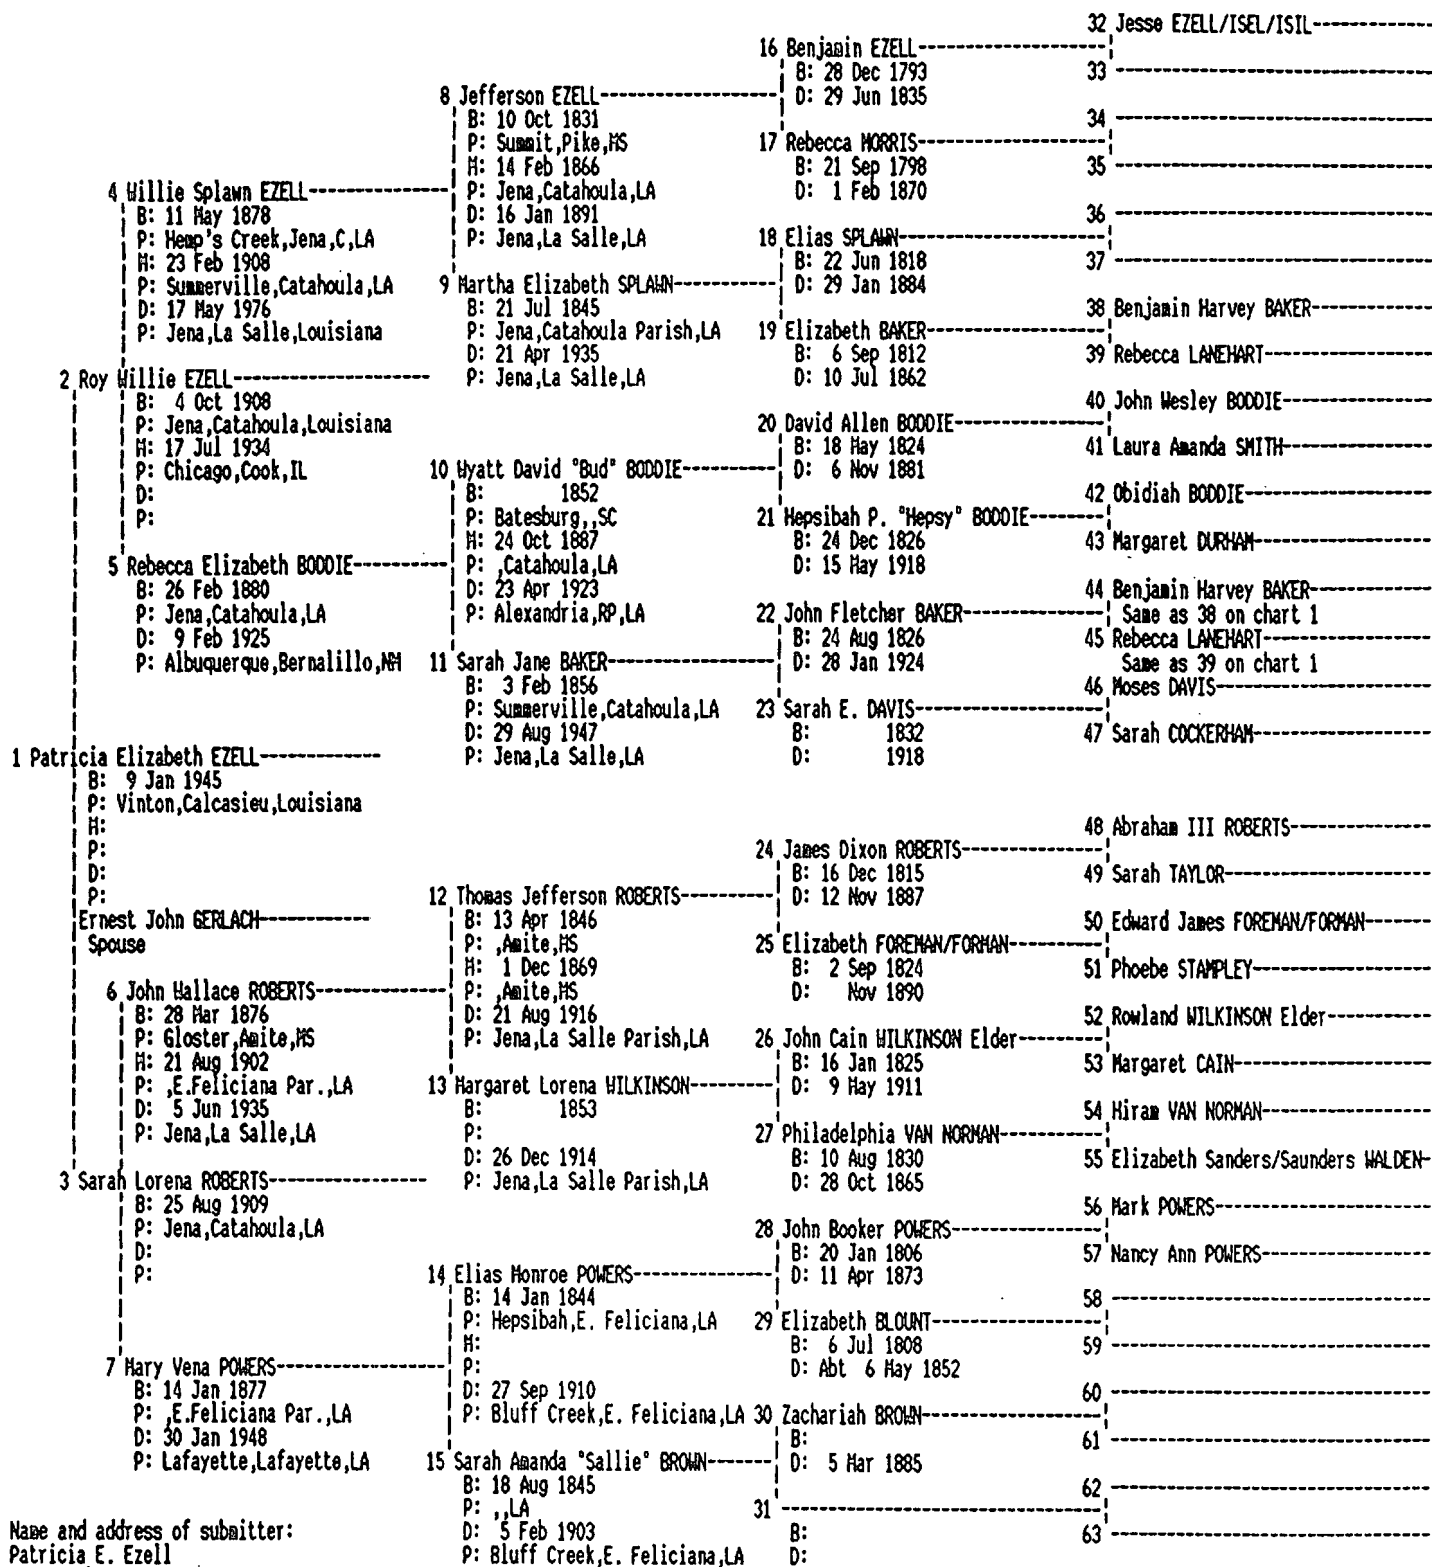 32 Jesse EZELL/ISEL/ISIL
16 Benjamin EZELL
B: 28 Dec 1793
D: 29 Jun 1835
33
8 Jefferson EZELL
B: 10 Oct 1831
P: Summit,Pike,MS
M: 14 Feb 1866
P: Jena,Catahoula,LA
D: 16 Jan 1891
P: Jena,La Salle,LA
34
17 Rebecca MORRIS
B: 21 Sep 1798
D: 1 Feb 1870
35
4 Willie Splawn EZELL
B: 11 May 1878
P: Hemp's Creek,Jena,C,LA
M: 23 Feb 1908
P: Summerville,Catahoula,LA
D: 17 May 1976
P: Jena,La Salle,Louisiana
36
18 Elias SPLAWN
B: 22 Jun 1818
D: 29 Jan 1884
37
9 Martha Elizabeth SPLAWN
B: 21 Jul 1845
P: Jena,Catahoula Parish,LA
D: 21 Apr 1935
P: Jena,La Salle,LA
38 Benjamin Harvey BAKER
19 Elizabeth BAKER
B: 6 Sep 1812
D: 10 Jul 1862
39 Rebecca LANEHART
2 Roy Willie EZELL
B: 4 Oct 1908
P: Jena,Catahoula,Louisiana
M: 17 Jul 1934
P: Chicago,Cook,IL
D:
P:
40 John Wesley BODDIE
20 David Allen BODDIE
B: 18 May 1824
D: 6 Nov 1881
41 Laura Amanda SMITH
10 Wyatt David "Bud" BODDIE
B: 1852
P: Batesburg,,SC
M: 24 Oct 1887
P: ,Catahoula,LA
D: 23 Apr 1923
P: Alexandria,RP,LA
42 Obidiah BODDIE
21 Hepsibah P. "Hepsy" BODDIE
B: 24 Dec 1826
D: 15 May 1918
43 Margaret DURHAM
5 Rebecca Elizabeth BODDIE
B: 26 Feb 1880
P: Jena,Catahoula,LA
D: 9 Feb 1925
P: Albuquerque,Bernalillo,NM
44 Benjamin Harvey BAKER
Same as 38 on chart 1
22 John Fletcher BAKER
B: 24 Aug 1826
D: 28 Jan 1924
45 Rebecca LANEHART
Same as 39 on chart 1
11 Sarah Jane BAKER
B: 3 Feb 1856
P: Summerville,Catahoula,LA
D: 29 Aug 1947
P: Jena,La Salle,LA
46 Moses DAVIS
23 Sarah E. DAVIS
B: 1832
D: 1918
47 Sarah COCKERHAM
1 Patricia Elizabeth EZELL
B: 9 Jan 1945
P: Vinton,Calcasieu,Louisiana
M:
P:
D:
P:
Ernest John GERLACH
Spouse
48 Abraham III ROBERTS
24 James Dixon ROBERTS
B: 16 Dec 1815
D: 12 Nov 1887
49 Sarah TAYLOR
12 Thomas Jefferson ROBERTS
B: 13 Apr 1846
P: ,Amite,MS
M: 1 Dec 1869
P: ,Amite,MS
D: 21 Aug 1916
P: Jena,La Salle Parish,LA
50 Edward James FOREMAN/FORMAN
25 Elizabeth FOREMAN/FORMAN
B: 2 Sep 1824
D: Nov 1890
51 Phoebe STAMPLEY
6 John Wallace ROBERTS
B: 28 Mar 1876
P: Gloster,Amite,MS
M: 21 Aug 1902
P: ,E.Feliciana Par.,LA
D: 5 Jun 1935
P: Jena,La Salle,LA
52 Rowland WILKINSON Elder
26 John Cain WILKINSON Elder
B: 16 Jan 1825
D: 9 May 1911
53 Margaret CAIN
13 Margaret Lorena WILKINSON
B: 1853
P:
D: 26 Dec 1914
P: Jena,La Salle Parish,LA
54 Hiram VAN NORMAN
27 Philadelphia VAN NORMAN
B: 10 Aug 1830
D: 28 Oct 1865
55 Elizabeth Sanders/Saunders WALDEN
3 Sarah Lorena ROBERTS
B: 25 Aug 1909
P: Jena,Catahoula,LA
D:
P:
56 Mark POWERS
28 John Booker POWERS
B: 20 Jan 1806
D: 11 Apr 1873
57 Nancy Ann POWERS
14 Elias Monroe POWERS
B: 14 Jan 1844
P: Hepsibah,E. Feliciana,LA
M:
P:
D: 27 Sep 1910
P: Bluff Creek,E. Feliciana,LA
58
29 Elizabeth BLOUNT
B: 6 Jul 1808
D: Abt 6 May 1852
59
7 Mary Vena POWERS
B: 14 Jan 1877
P: ,E.Feliciana Par.,LA
D: 30 Jan 1948
P: Lafayette,Lafayette,LA
60
30 Zachariah BROWN
B:
D: 5 Mar 1885
61
15 Sarah Amanda "Sallie" BROWN
B: 18 Aug 1845
P: ,,LA
D: 5 Feb 1903
P: Bluff Creek,E. Feliciana,LA
62
31
B:
D:
63
Name and address of submitter:
Patricia E. Ezell